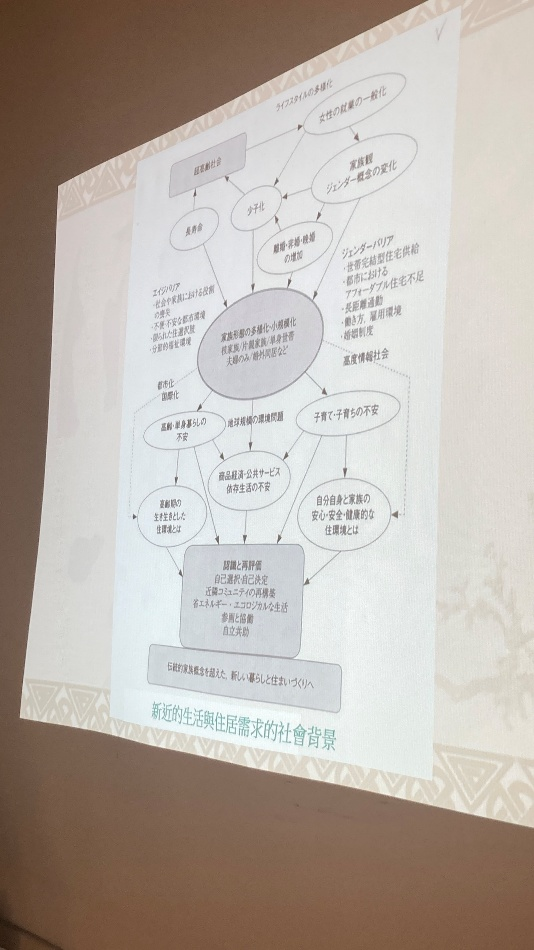 ライフスタイルの多様化
女性の就業の一般化
超高齢社会
家族観
ジェンダー概念の変化
少子化
長寿命
離婚・非婚・晩婚
の増加
エイジバリア
・社会や家族における役割
の喪失
・不便・不安な都市環境
・限られた住選択肢
・分節的福祉環境
ジェンダーバリア
・世帯完結型住宅供給
・都市における
アフォーダブル住宅不足
・長距離通勤
・働き方、雇用環境
・婚姻制度
家族形態の多様化・小規模化
核家族/片親家族/単身世帯
夫婦のみ/婚外同居など
高度情報社会
都市化
国際化
高齢・単身暮らしの
不安
地球規模の環境問題
子育て・子育ちの不安
商品経済・公共サービス
依存生活の不安
高齢期の
生き生きとした
住環境とは
自分自身と家族の
安心・安全・健康的な
住環境とは
認識と再評価
自己選択・自己決定
近隣コミュニティの再構築
省エネルギー・エコロジカルな生活
参画と協働
自立共助
伝統的家族概念を超えた、新しい暮らしと住まいづくりへ
新近的生活與住居需求的社會背景